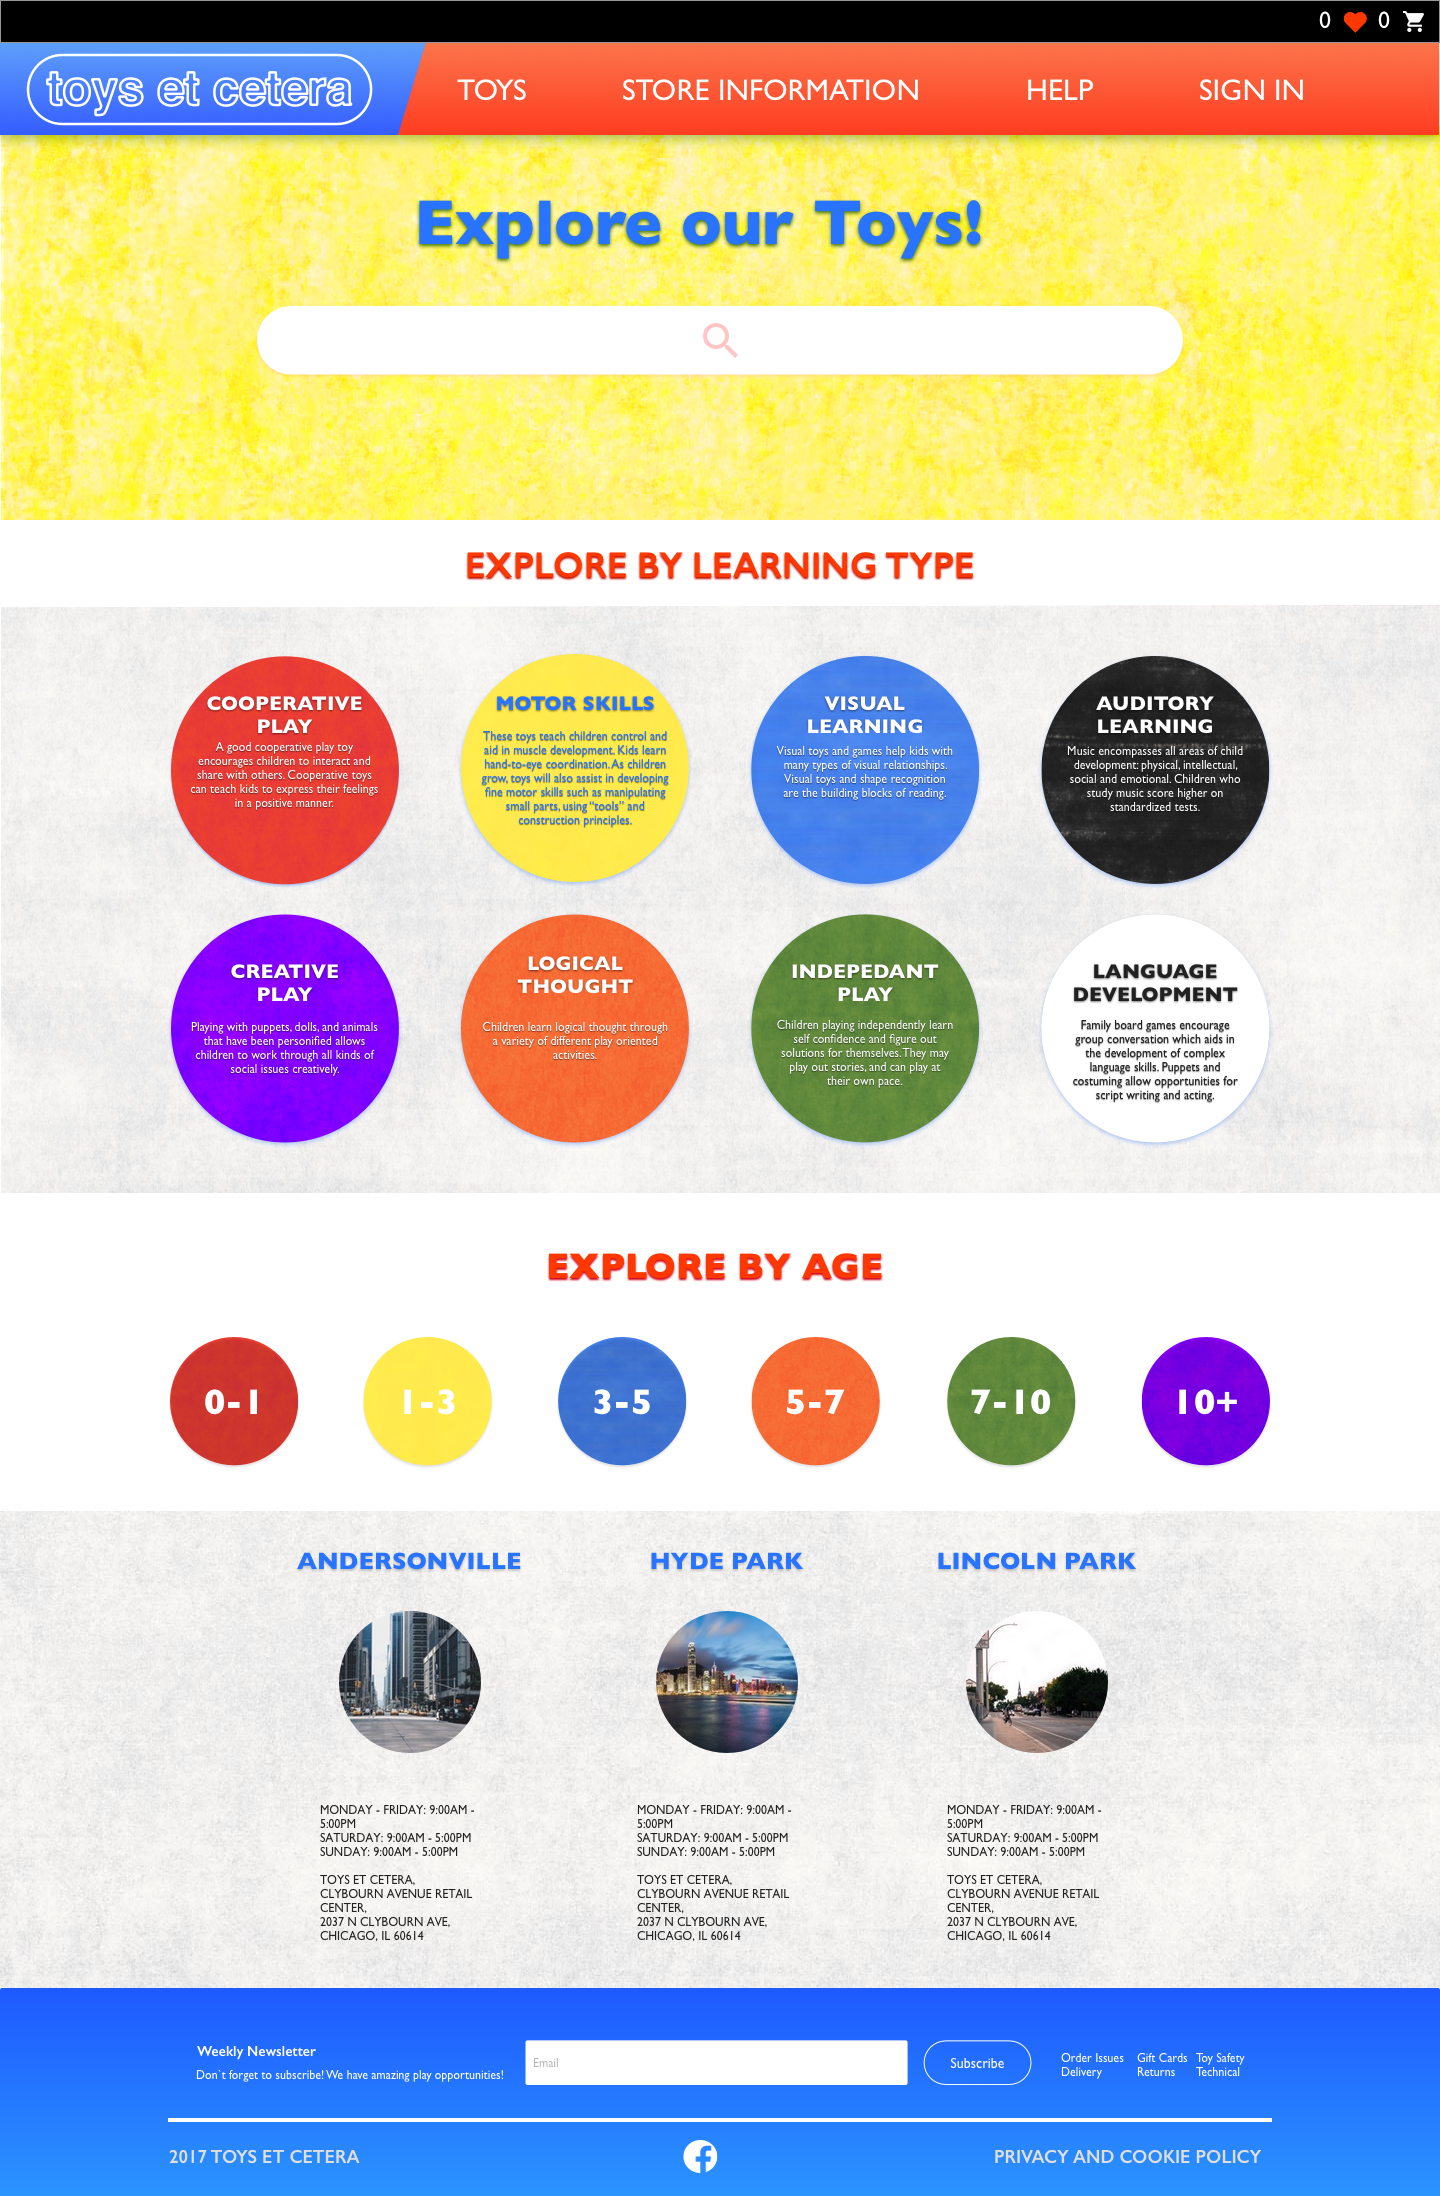 0 0
toys et cetera
TOYS STORE INFORMATION HELP SIGN IN
Explore our Toys!
EXPLORE BY LEARNING TYPE
COOPERATIVE
PLAY
A good cooperative play toy
encourages children to interact and
share with others. Cooperative toys
can teach kids to express their feelings
in a positive manner.
MOTOR SKILLS
These toys teach children control and
aid in muscle development. Kids learn
hand-to-eye coordination. As children
grow, toys will also assist in developing
fine motor skills such as manipulating
small parts, using “tools” and
construction principles.
VISUAL
LEARNING
Visual toys and games help kids with
many types of visual relationships.
Visual toys and shape recognition
are the building blocks of reading.
AUDITORY
LEARNING
Music encompasses all areas of child
development: physical, intellectual,
social and emotional. Children who
study music score higher on
standardized tests.
CREATIVE
PLAY
Playing with puppets, dolls, and animals
that have been personified allows
children to work through all kinds of
social issues creatively.
LOGICAL
THOUGHT
Children learn logical thought through
a variety of different play oriented
activities.
INDEPEDANT
PLAY
Children playing independently learn
self confidence and figure out
solutions for themselves. They may
play out stories, and can play at
their own pace.
LANGUAGE
DEVELOPMENT
Family board games encourage
group conversation which aids in
the development of complex
language skills. Puppets and
costuming allow opportunities for
script writing and acting.
EXPLORE BY AGE
0-1 1-3 3-5 5-7 7-10 10+
ANDERSONVILLE
MONDAY - FRIDAY: 9:00AM -
5:00PM
SATURDAY: 9:00AM - 5:00PM
SUNDAY: 9:00AM - 5:00PM
TOYS ET CETERA,
CLYBOURN AVENUE RETAIL
CENTER,
2037 N CLYBOURN AVE,
CHICAGO, IL 60614
HYDE PARK
MONDAY - FRIDAY: 9:00AM -
5:00PM
SATURDAY: 9:00AM - 5:00PM
SUNDAY: 9:00AM - 5:00PM
TOYS ET CETERA,
CLYBOURN AVENUE RETAIL
CENTER,
2037 N CLYBOURN AVE,
CHICAGO, IL 60614
LINCOLN PARK
MONDAY - FRIDAY: 9:00AM -
5:00PM
SATURDAY: 9:00AM - 5:00PM
SUNDAY: 9:00AM - 5:00PM
TOYS ET CETERA,
CLYBOURN AVENUE RETAIL
CENTER,
2037 N CLYBOURN AVE,
CHICAGO, IL 60614
Weekly Newsletter
Don`t forget to subscribe! We have amazing play opportunities!
Email
Subscribe
Order Issues Gift Cards Toy Safety
Delivery Returns Technical
2017 TOYS ET CETERA
PRIVACY AND COOKIE POLICY